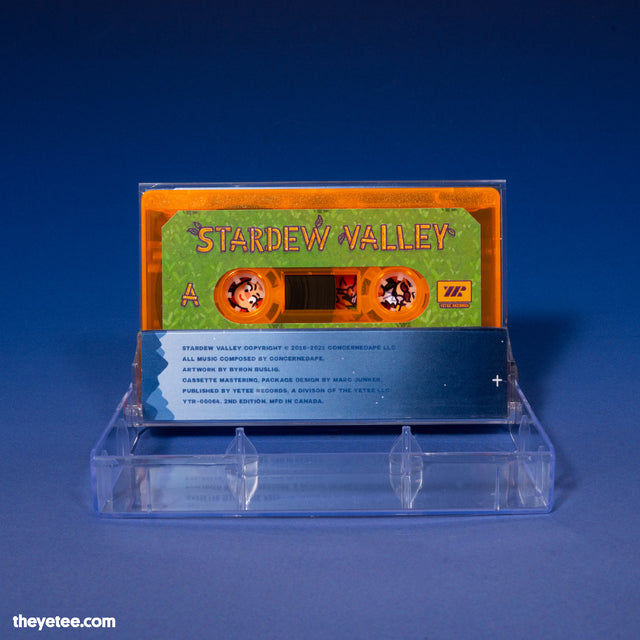 STARDEW VALLEY
A
YR
YETEE RECORDS
STARDEW VALLEY COPYRIGHT © 2016-2021 CONCERNEDAPE LLC
ALL MUSIC COMPOSED BY CONCERNEDAPE.
ARTWORK BY BYRON BUSLIG.
CASSETTE MASTERING, PACKAGE DESIGN BY MARC JUNKER.
PUBLISHED BY YETEE RECORDS, A DIVISON OF THE YETEE LLC
YTR-00064. 2ND EDITION. MFD IN CANADA.
theyetee.com